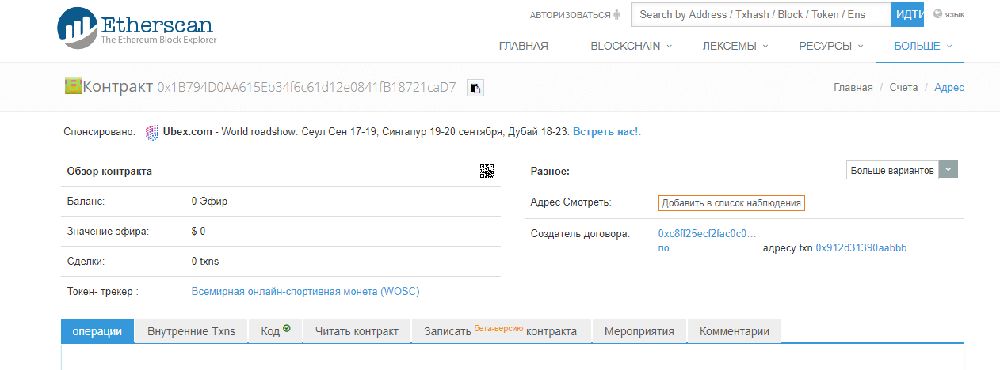 Etherscan
The Ethereum Block Explorer
АВТОРИЗОВАТЬСЯ
Search by Address / Txhash / Block / Token / Ens
ИДТИ
язык
ГЛАВНАЯ BLOCKCHAIN ЛЕКСЕМЫ РЕСУРСЫ БОЛЬШЕ
Контракт 0x1B794D0AA615Eb34f6c61d12e0841fB18721caD7
Главная / Счета / Адрес
Спонсировано: Ubex.com - World roadshow: Сеул Сен 17-19, Сингапур 19-20 сентября, Дубай 18-23. Встреть нас!.
Обзор контракта
Баланс: 0 Эфир
Значение эфира: $ 0
Сделки: 0 txns
Токен- трекер : Всемирная онлайн-спортивная монета (WOSC)
Разное: Больше вариантов
Адрес Смотреть: Добавить в список наблюдения
Создатель договора: 0xc8ff25ecf2fac0c0…
по адресу txn 0x912d31390aabbb…
операции Внутренние Txns Код Читать контракт Записать бета-версию контракта Мероприятия Комментарии